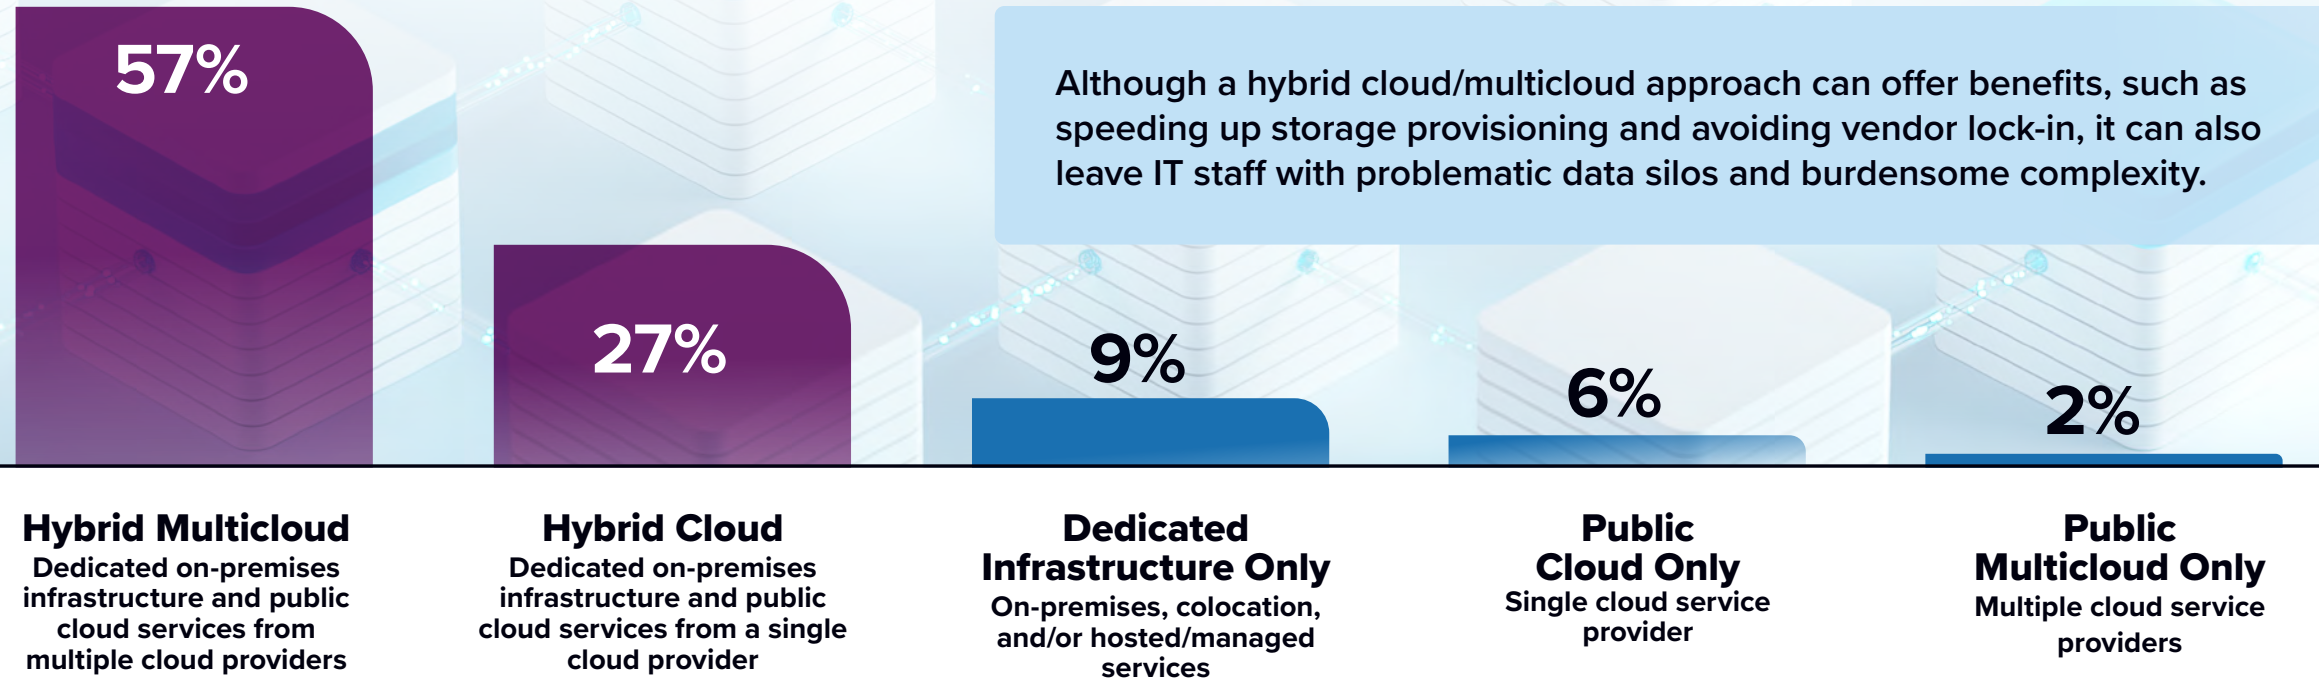 57%
Although a hybrid cloud/multicloud approach can offer benefits, such as
speeding up storage provisioning and avoiding vendor lock-in, it can also
leave IT staff with problematic data silos and burdensome complexity.
27%
9%
6%
2%
Hybrid Multicloud
Dedicated on-premises
infrastructure and public
cloud services from
multiple cloud providers
Hybrid Cloud
Dedicated on-premises
infrastructure and public
cloud services from a single
cloud provider
Dedicated
Infrastructure Only
On-premises, colocation,
and/or hosted/managed
services
Public
Cloud Only
Single cloud service
provider
Public
Multicloud Only
Multiple cloud service
providers